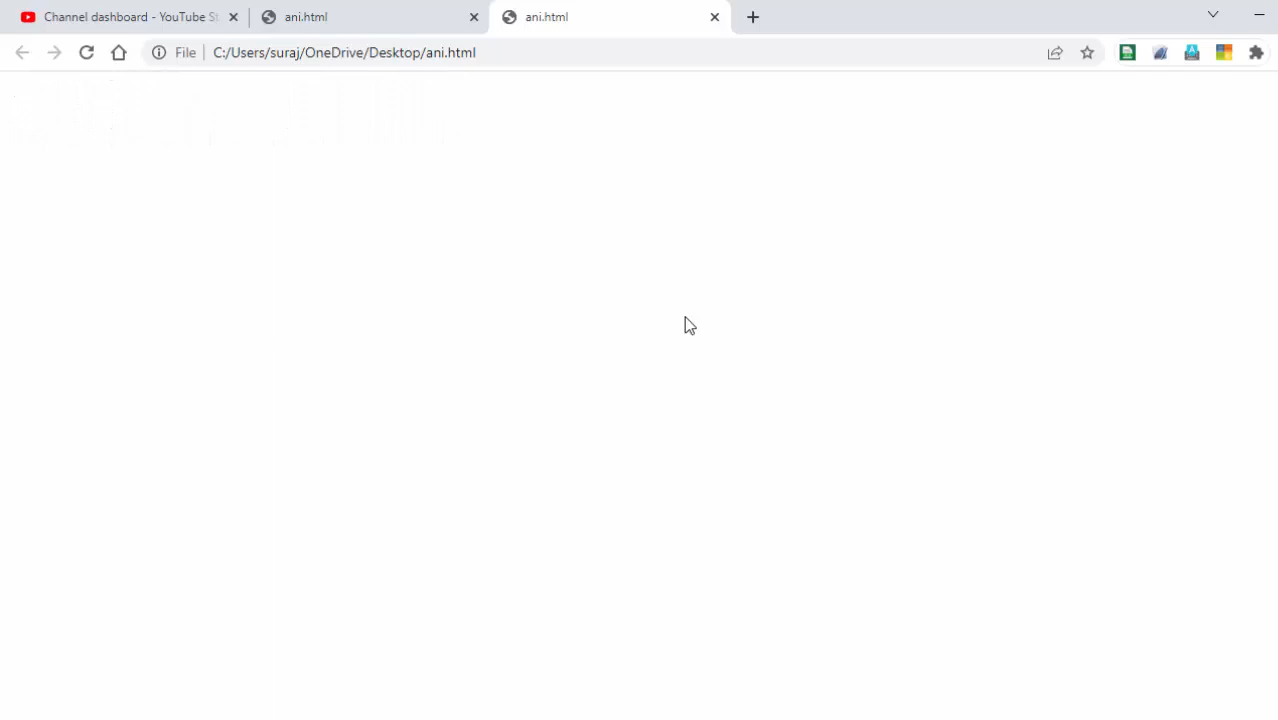 Channel dashboard - YouTube St
ani.html
ani.html
File
C:/Users/suraj/OneDrive/Desktop/ani.html